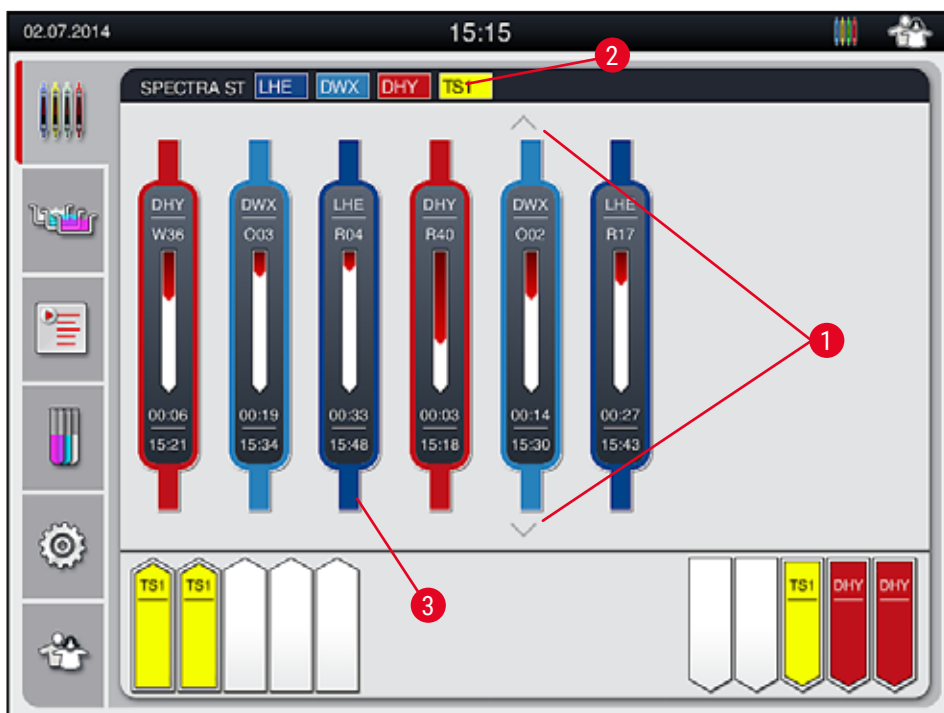 02.07.2014 15:15
SPECTRA ST LHE DWX DHY TS1
2
DHY DWX LHE DHY DWX LHE
W36 O03 R04 R40 O02 R17
1
00:06 00:19 00:33 00:03 00:14 00:27
15:21 15:34 15:48 15:18 15:30 15:43
3
TS1 TS1 TS1 DHY DHY